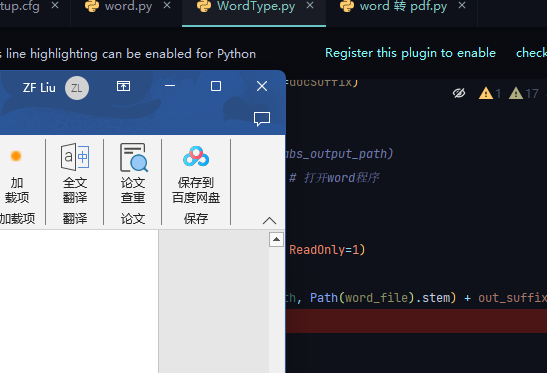 tup.cfg word.py WordType.py word 转 pdf.py
s line highlighting can be enabled for Python Register this plugin to enable check
ZF Liu ZL
=docSuffix)
1 17
abs_output_path)
# 打开word程序
加载项 全文翻译 论文查重 保存到百度网盘
加载项 翻译 论文 保存
ReadOnly=1)
th, Path(word_file).stem) + out_suffix